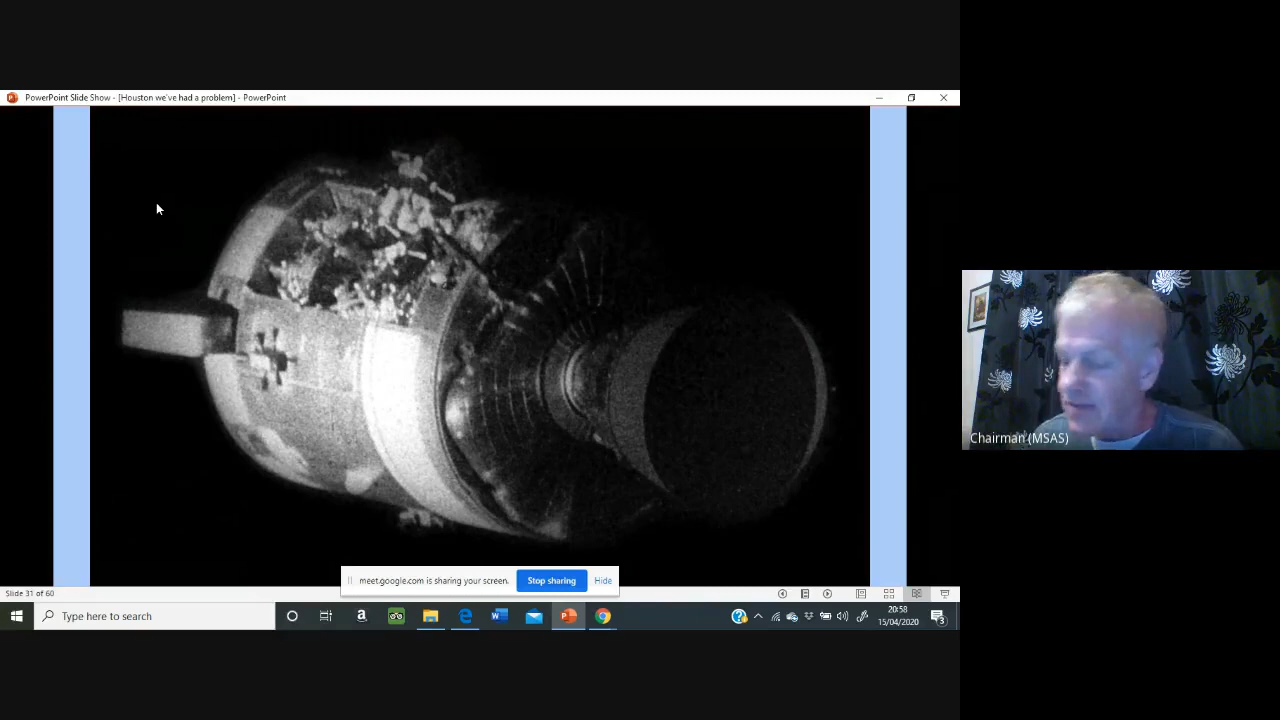 PowerPoint Slide Show - [Houston we've had a problem] - PowerPoint
Chairman (MSAS)
meet.google.com is sharing your screen.
Stop sharing
Hide
Slide 31 of 60
Type here to search
20:58
15/04/2020
3